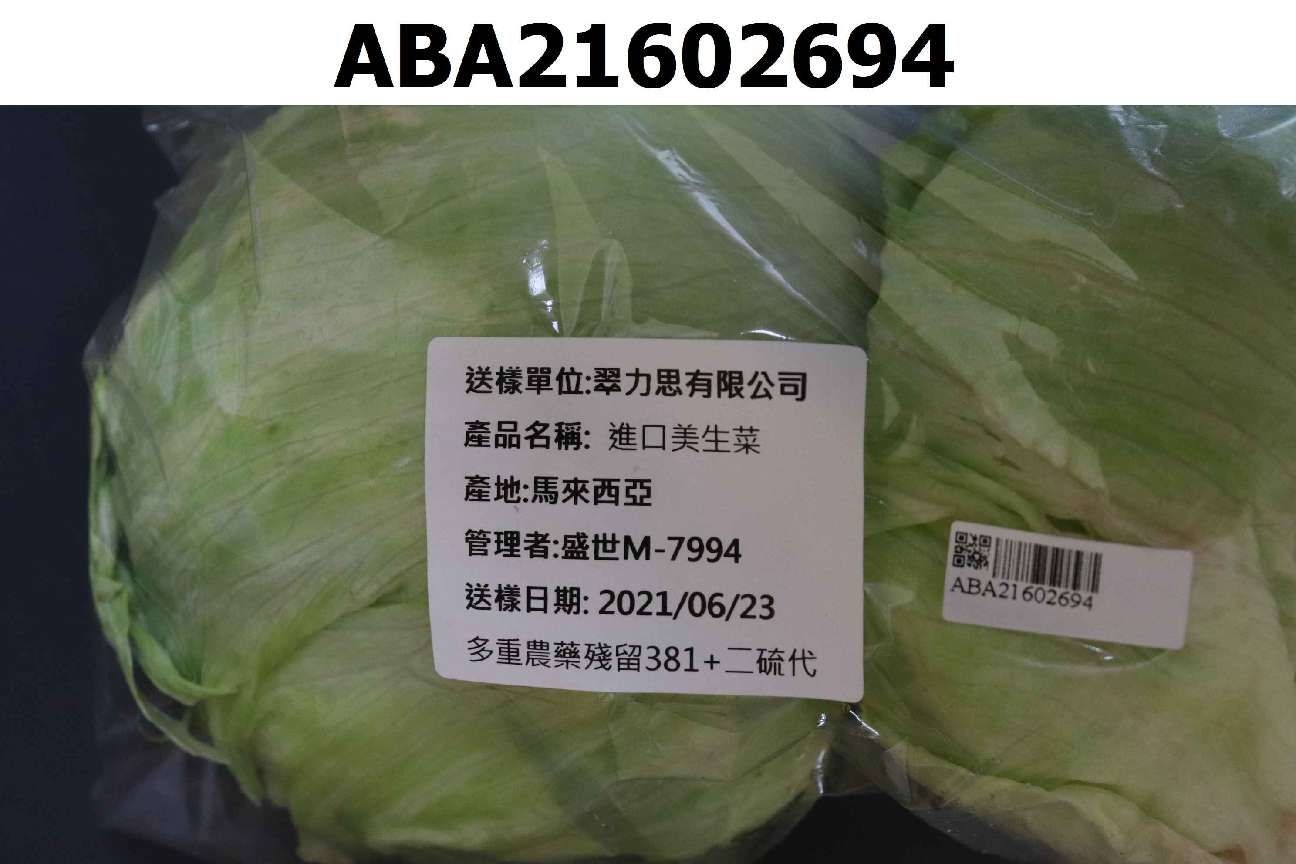 ABA21602694
送樣單位:翠力思有限公司
產品名稱: 進口美生菜
產地:馬來西亞
管理者:盛世M-7994
送樣日期: 2021/06/23
多重農藥殘留381+二硫代
ABA21602694